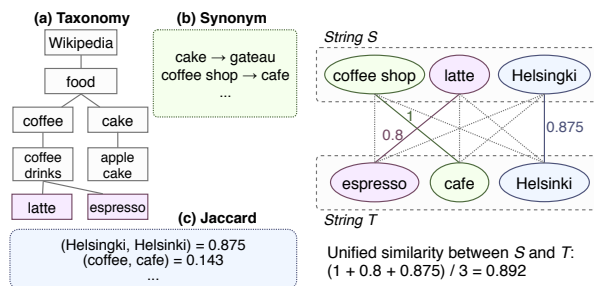 (a) Taxonomy
Wikipedia
food
coffee
cake
coffee
drinks
apple
cake
latte
espresso
(b) Synonym
cake → gateau
coffee shop → cafe
...
(c) Jaccard
(Helsingki, Helsinki) = 0.875
(coffee, cafe) = 0.143
...
String S
coffee shop
latte
Helsingki
1
0.8
0.875
espresso
cafe
Helsinki
String T
Unified similarity between S and T:
(1 + 0.8 + 0.875) / 3 = 0.892